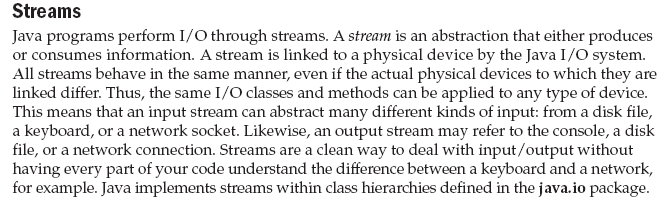 Streams
Java programs perform I/O through streams. A stream is an abstraction that either produces
or consumes information. A stream is linked to a physical device by the Java I/O system.
All streams behave in the same manner, even if the actual physical devices to which they are
linked differ. Thus, the same I/O classes and methods can be applied to any type of device.
This means that an input stream can abstract many different kinds of input: from a disk file,
a keyboard, or a network socket. Likewise, an output stream may refer to the console, a disk
file, or a network connection. Streams are a clean way to deal with input/output without
having every part of your code understand the difference between a keyboard and a network,
for example. Java implements streams within class hierarchies defined in the java.io package.